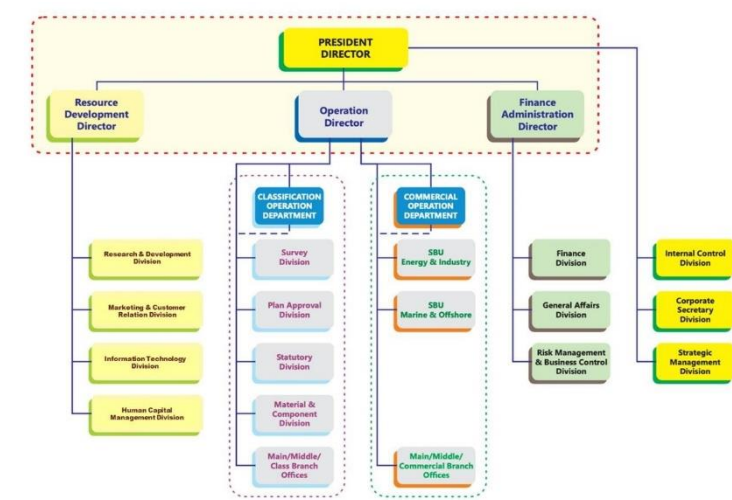 PRESIDENT
DIRECTOR
Resource
Development
Director
Operation
Director
Finance
Administration
Director
CLASSIFICATION
OPERATION
DEPARTMENT
COMMERCIAL
OPERATION
DEPARTMENT
Research & Development
Division
Marketing & Customer
Relation Division
Information Technology
Division
Human Capital
Management Division
Survey
Division
Plan Approval
Division
Statutory
Division
Material &
Component
Division
Main/Middle/
Class Branch
Offices
SBU
Energy & Industry
SBU
Marine & Offshore
Main/Middle/
Commercial Branch
Offices
Finance
Division
General Affairs
Division
Risk Management
& Business Control
Division
Internal Control
Division
Corporate
Secretary
Division
Strategic
Management
Division